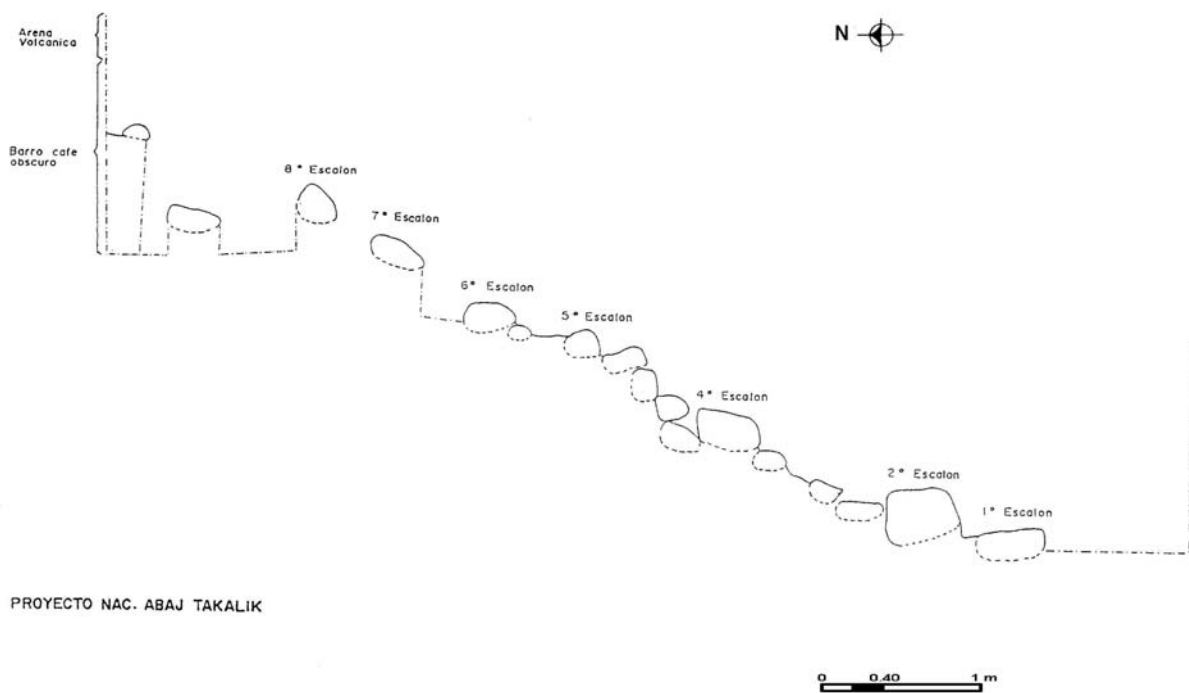 Arena
Volcanica
N
Barro cafe
obscuro
8° Escalon
7° Escalon
6° Escalon
5° Escalon
4° Escalon
2° Escalon
1° Escalon
PROYECTO NAC. ABAJ TAKALIK
0 0.40 1 m